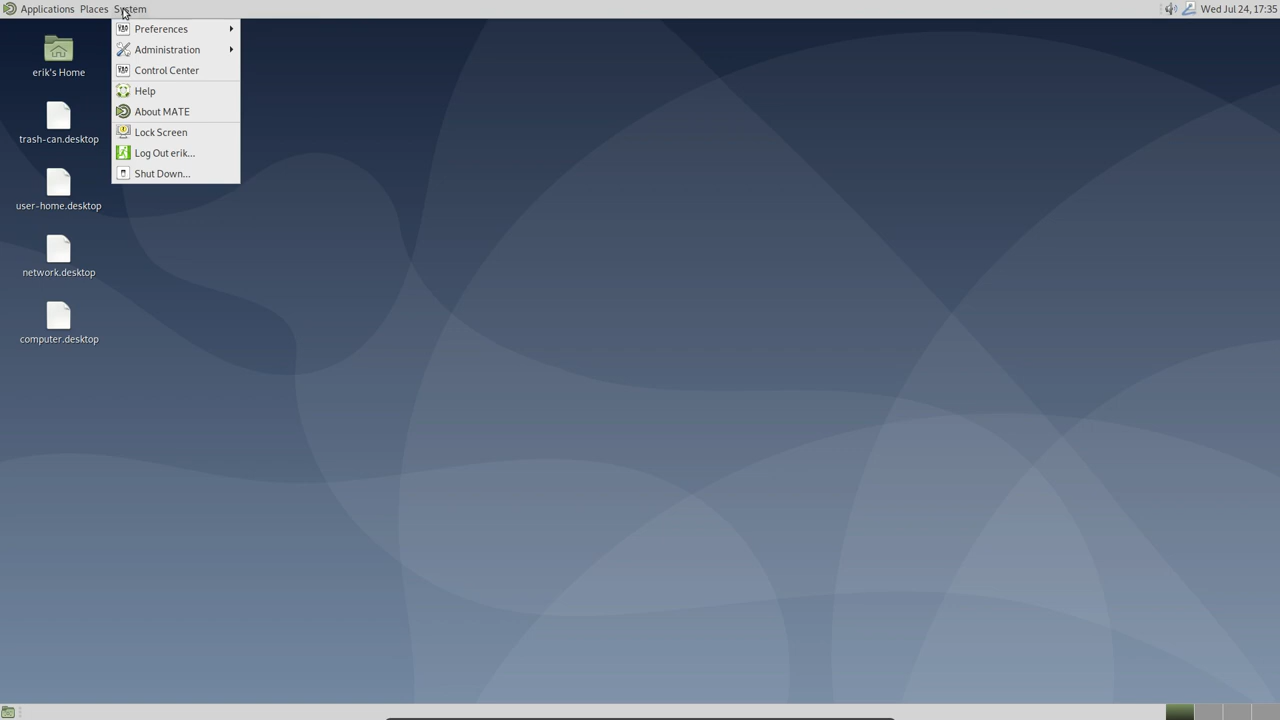 Applications Places System
Wed Jul 24, 17:35
Preferences
Administration
Control Center
Help
About MATE
Lock Screen
Log Out erik...
Shut Down...
erik's Home
trash-can.desktop
user-home.desktop
network.desktop
computer.desktop